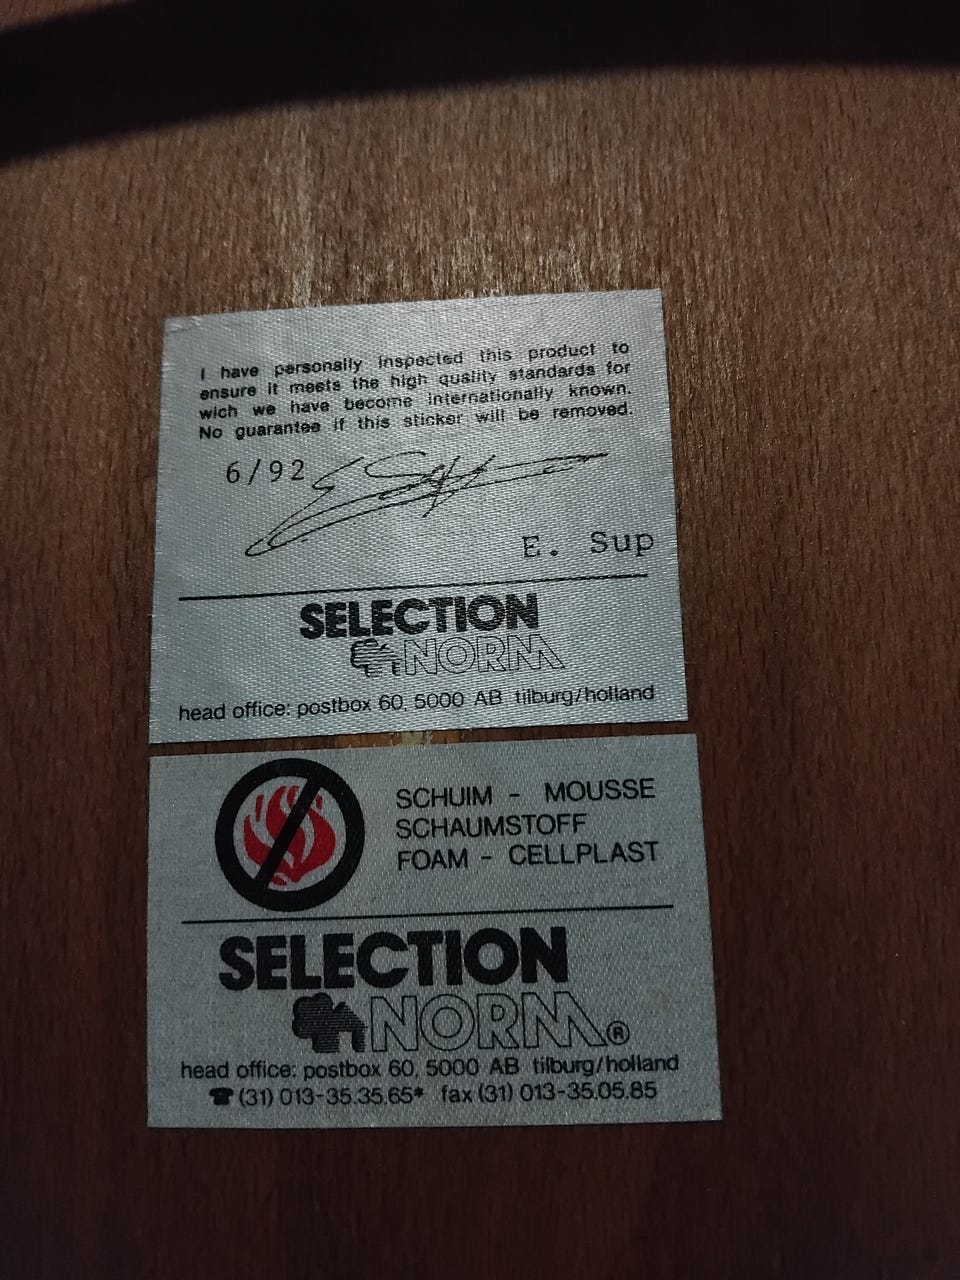 I have personally inspected this product to
ensure it meets the high quality standards for
wich we have become internationally known.
No guarantee if this sticker will be removed.
6/92
E. Sup
SELECTION
NORM
head office: postbox 60, 5000 AB tilburg/holland
SCHUIM - MOUSSE
SCHAUMSTOFF
FOAM - CELLPLAST
SELECTION
NORM®
head office: postbox 60, 5000 AB tilburg/holland
☎ (31) 013-35.35.65* fax (31) 013-35.05.85